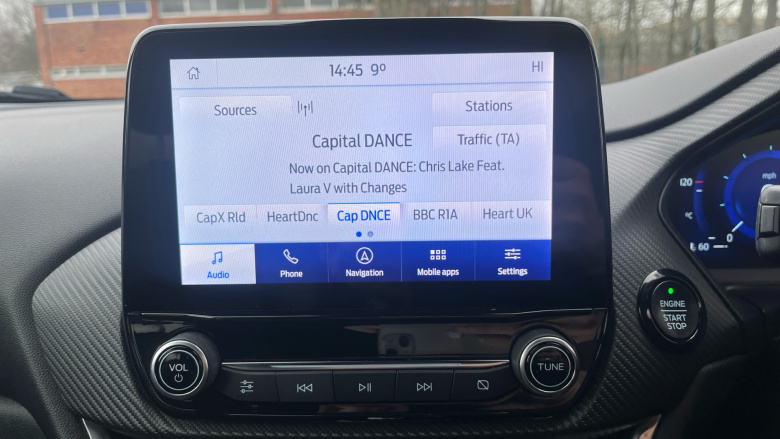 14:45 9º HI
Sources
Stations
Capital DANCE
Traffic (TA)
Now on Capital DANCE: Chris Lake Feat.
Laura V with Changes
CapX Rld HeartDnc Cap DNCE BBC R1A Heart UK
Audio Phone Navigation Mobile apps Settings
VOL
TUNE
ENGINE
START
STOP
120
mph
°C
60
0